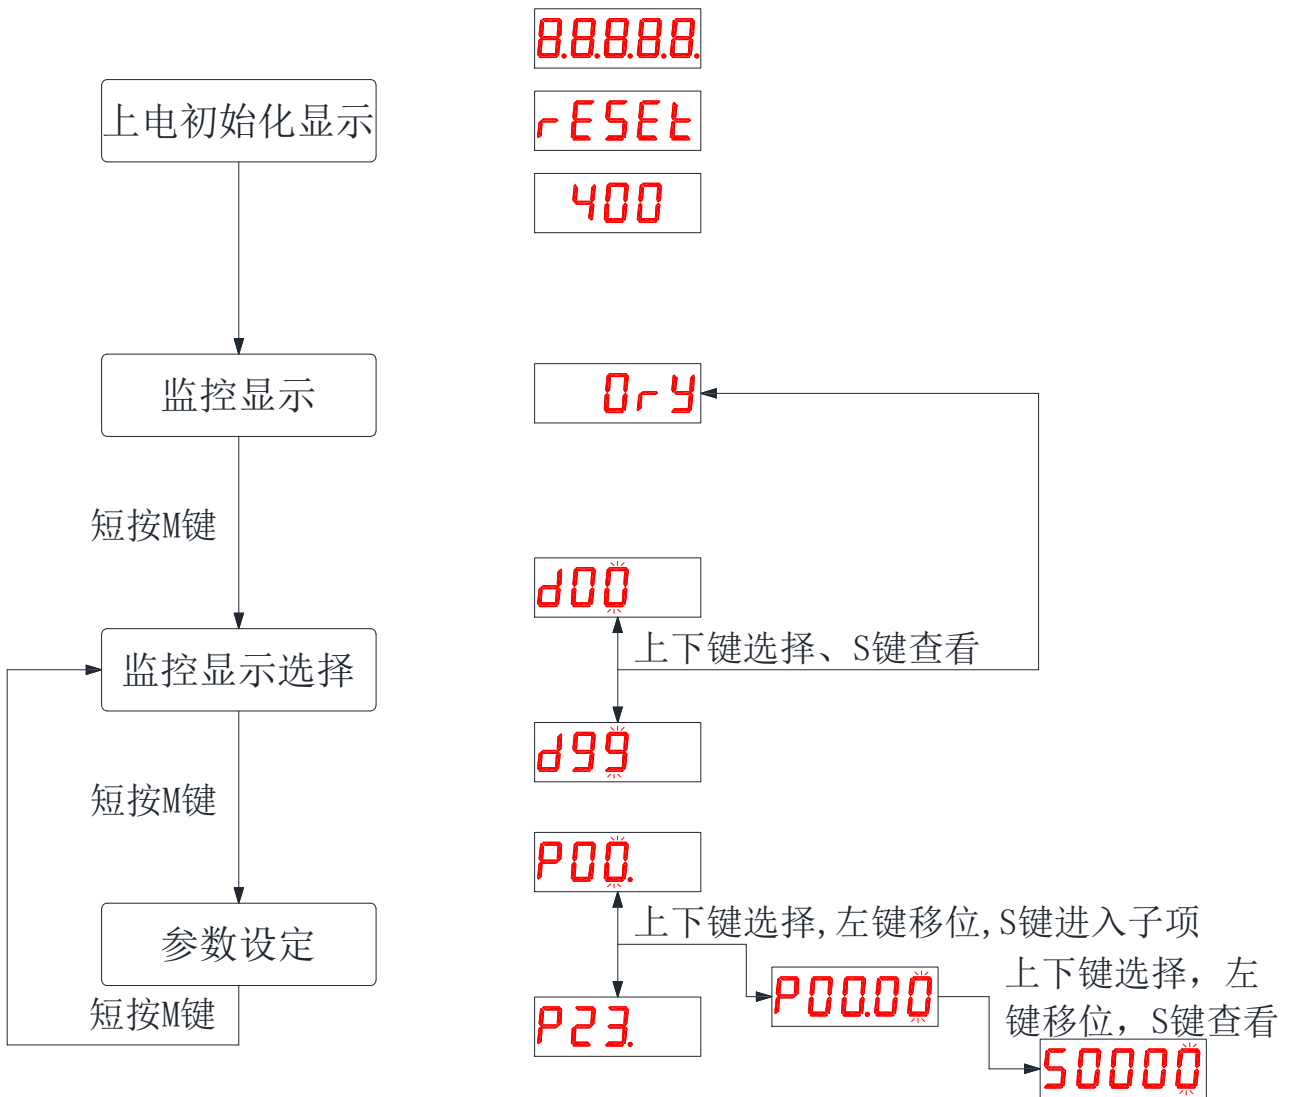 8.8.8.8.8.
上电初始化显示
rESEt
400
监控显示
0rY
短按M键
d00
上下键选择、S键查看
监控显示选择
d99
短按M键
P00.
上下键选择,左键移位,S键进入子项
参数设定
上下键选择，左
键移位，S键查看
P00.00
短按M键
P23.
50000